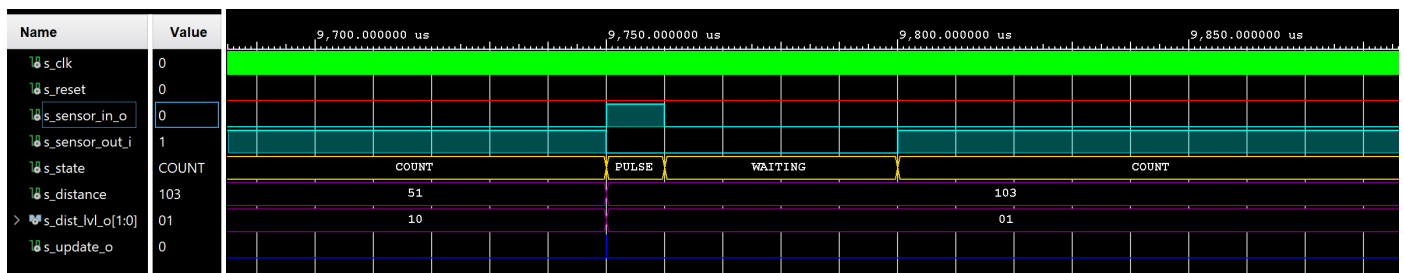 Name Value 9,700.000000 us 9,750.000000 us 9,800.000000 us 9,850.000000 us
s_clk 0
s_reset 0
s_sensor_in_o 0
s_sensor_out_i 1
s_state COUNT COUNT PULSE WAITING COUNT
s_distance 103 51 103
s_dist_lvl_o[1:0] 01 10 01
s_update_o 0